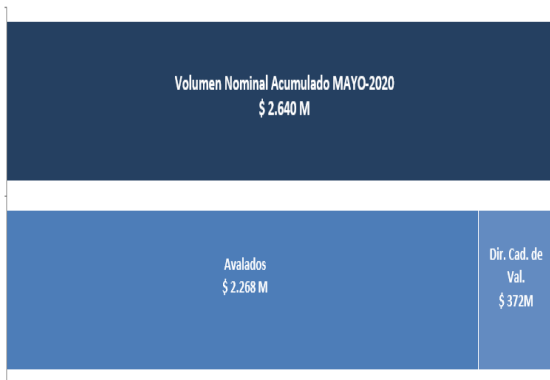 Volumen Nominal Acumulado MAYO-2020
$ 2.640 M
Avalados
$ 2.268 M
Dir. Cad. de
Val.
$ 372M